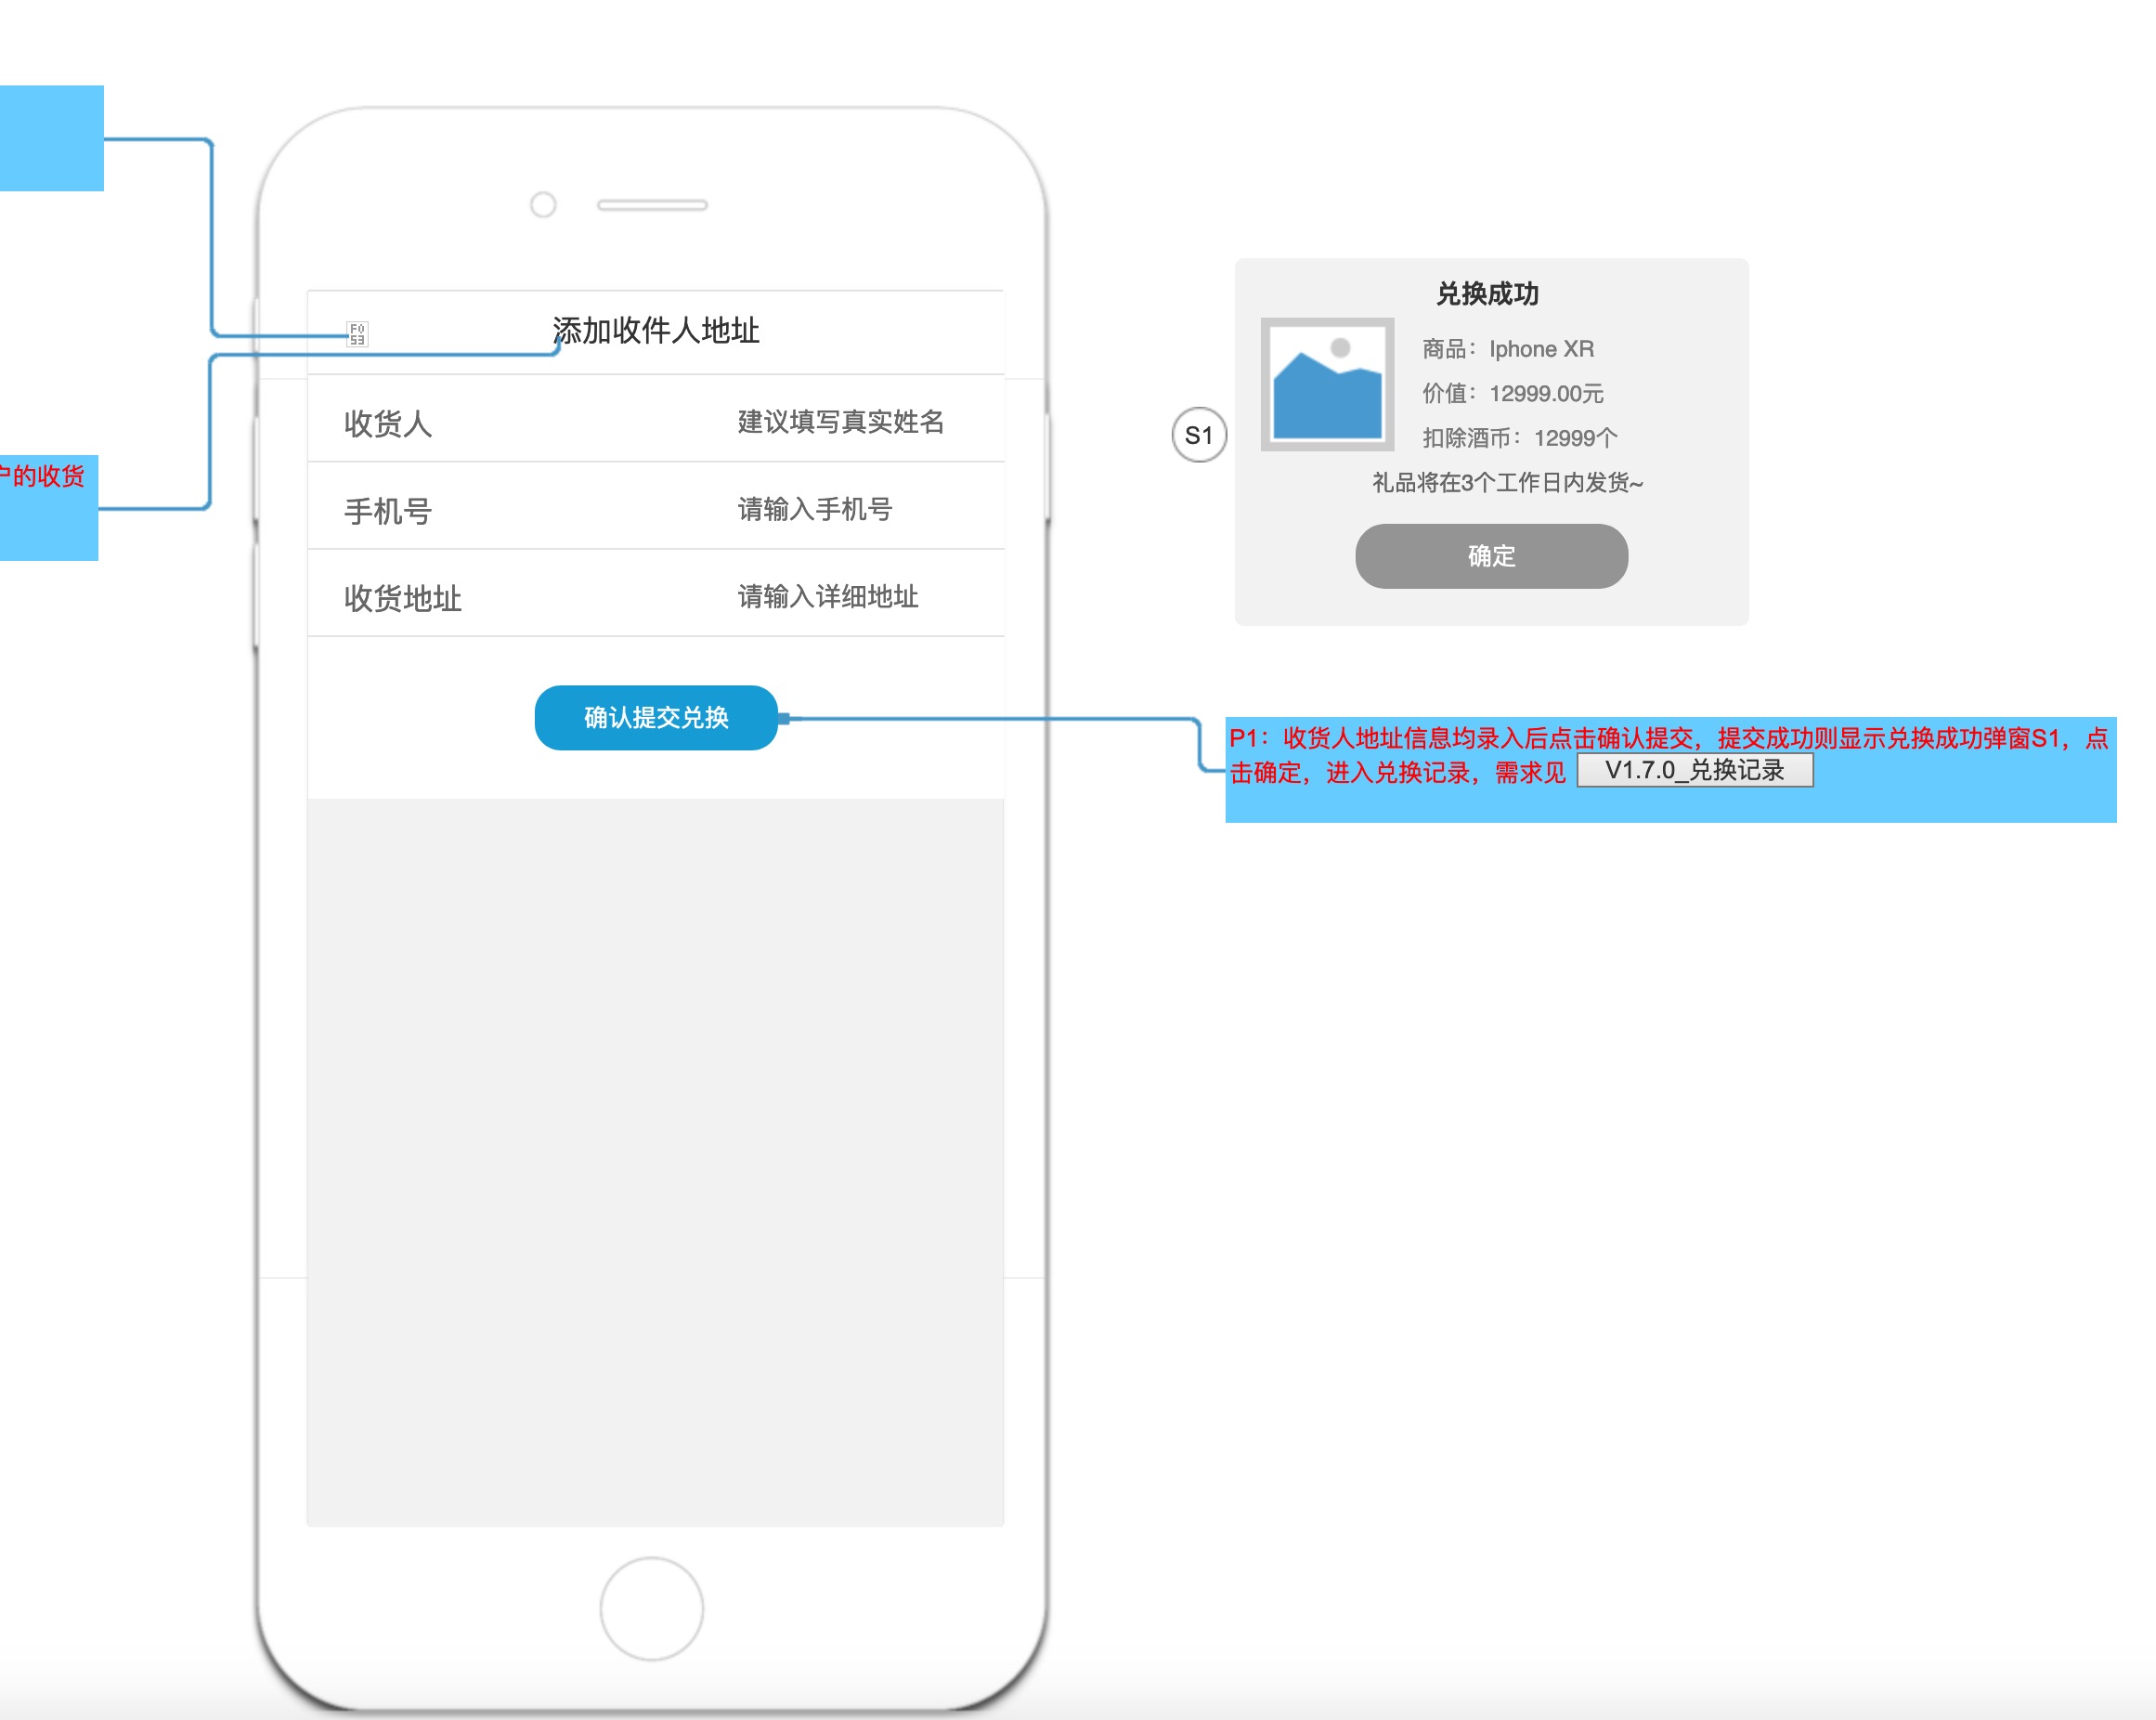 添加收件人地址
收货人
建议填写真实姓名
手机号
请输入手机号
收货地址
请输入详细地址
确认提交兑换
户的收货
S1
兑换成功
商品：Iphone XR
价值：12999.00元
扣除酒币：12999个
礼品将在3个工作日内发货~
确定
P1：收货人地址信息均录入后点击确认提交，提交成功则显示兑换成功弹窗S1，点
击确定，进入兑换记录，需求见 V1.7.0_兑换记录